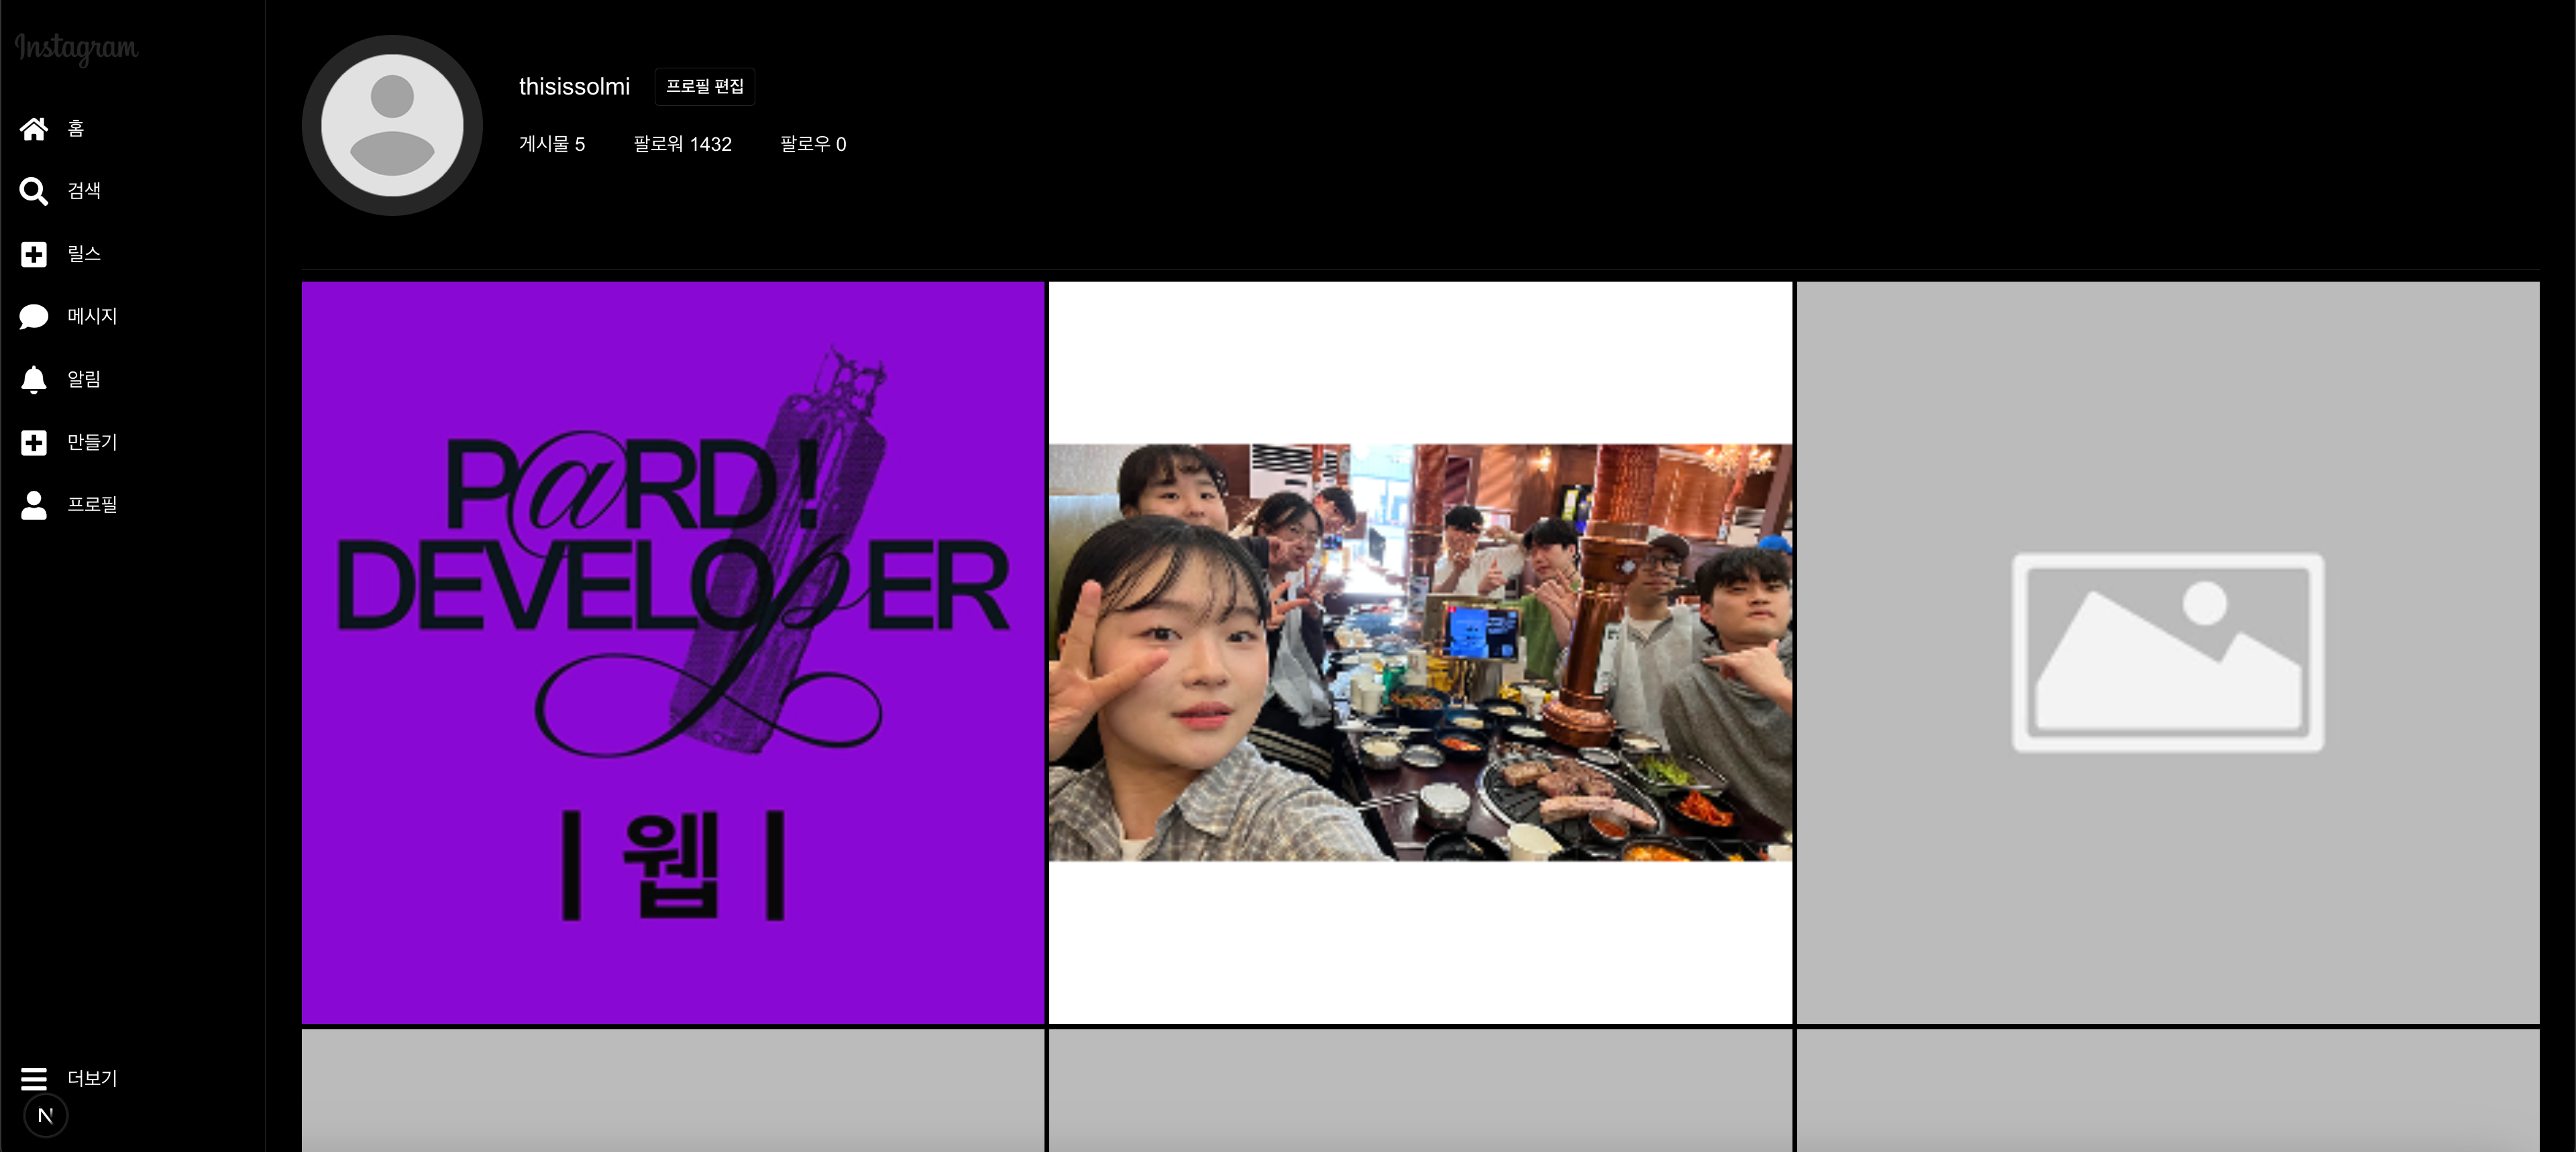 Instagram
홈
검색
릴스
메시지
알림
만들기
프로필
더보기
N
thisissolmi 프로필 편집
게시물 5 팔로워 1432 팔로우 0
P@RD!
DEVELOPER
| 웹 |